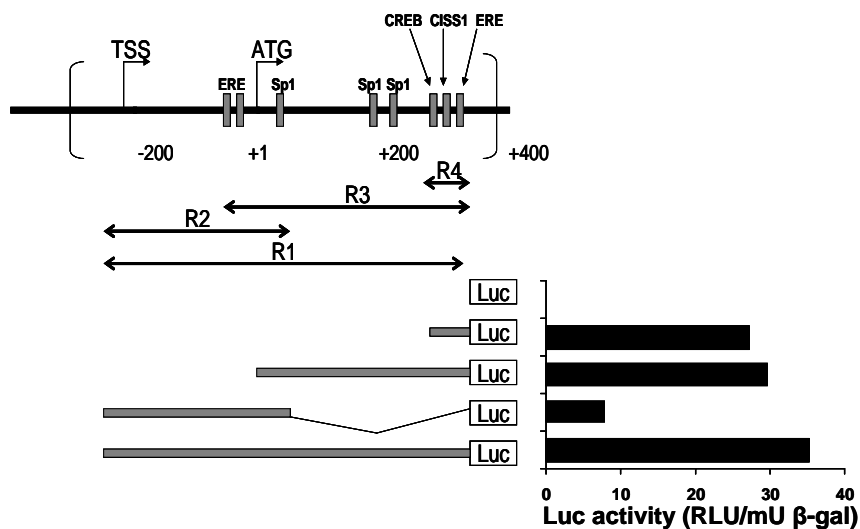 CREB CISS1 ERE
TSS ATG
ERE Sp1 Sp1 Sp1
-200 +1 +200 +400
R4
R3
R2
R1
Luc
Luc
Luc
Luc
Luc
0 10 20 30 40
Luc activity (RLU/mU β-gal)